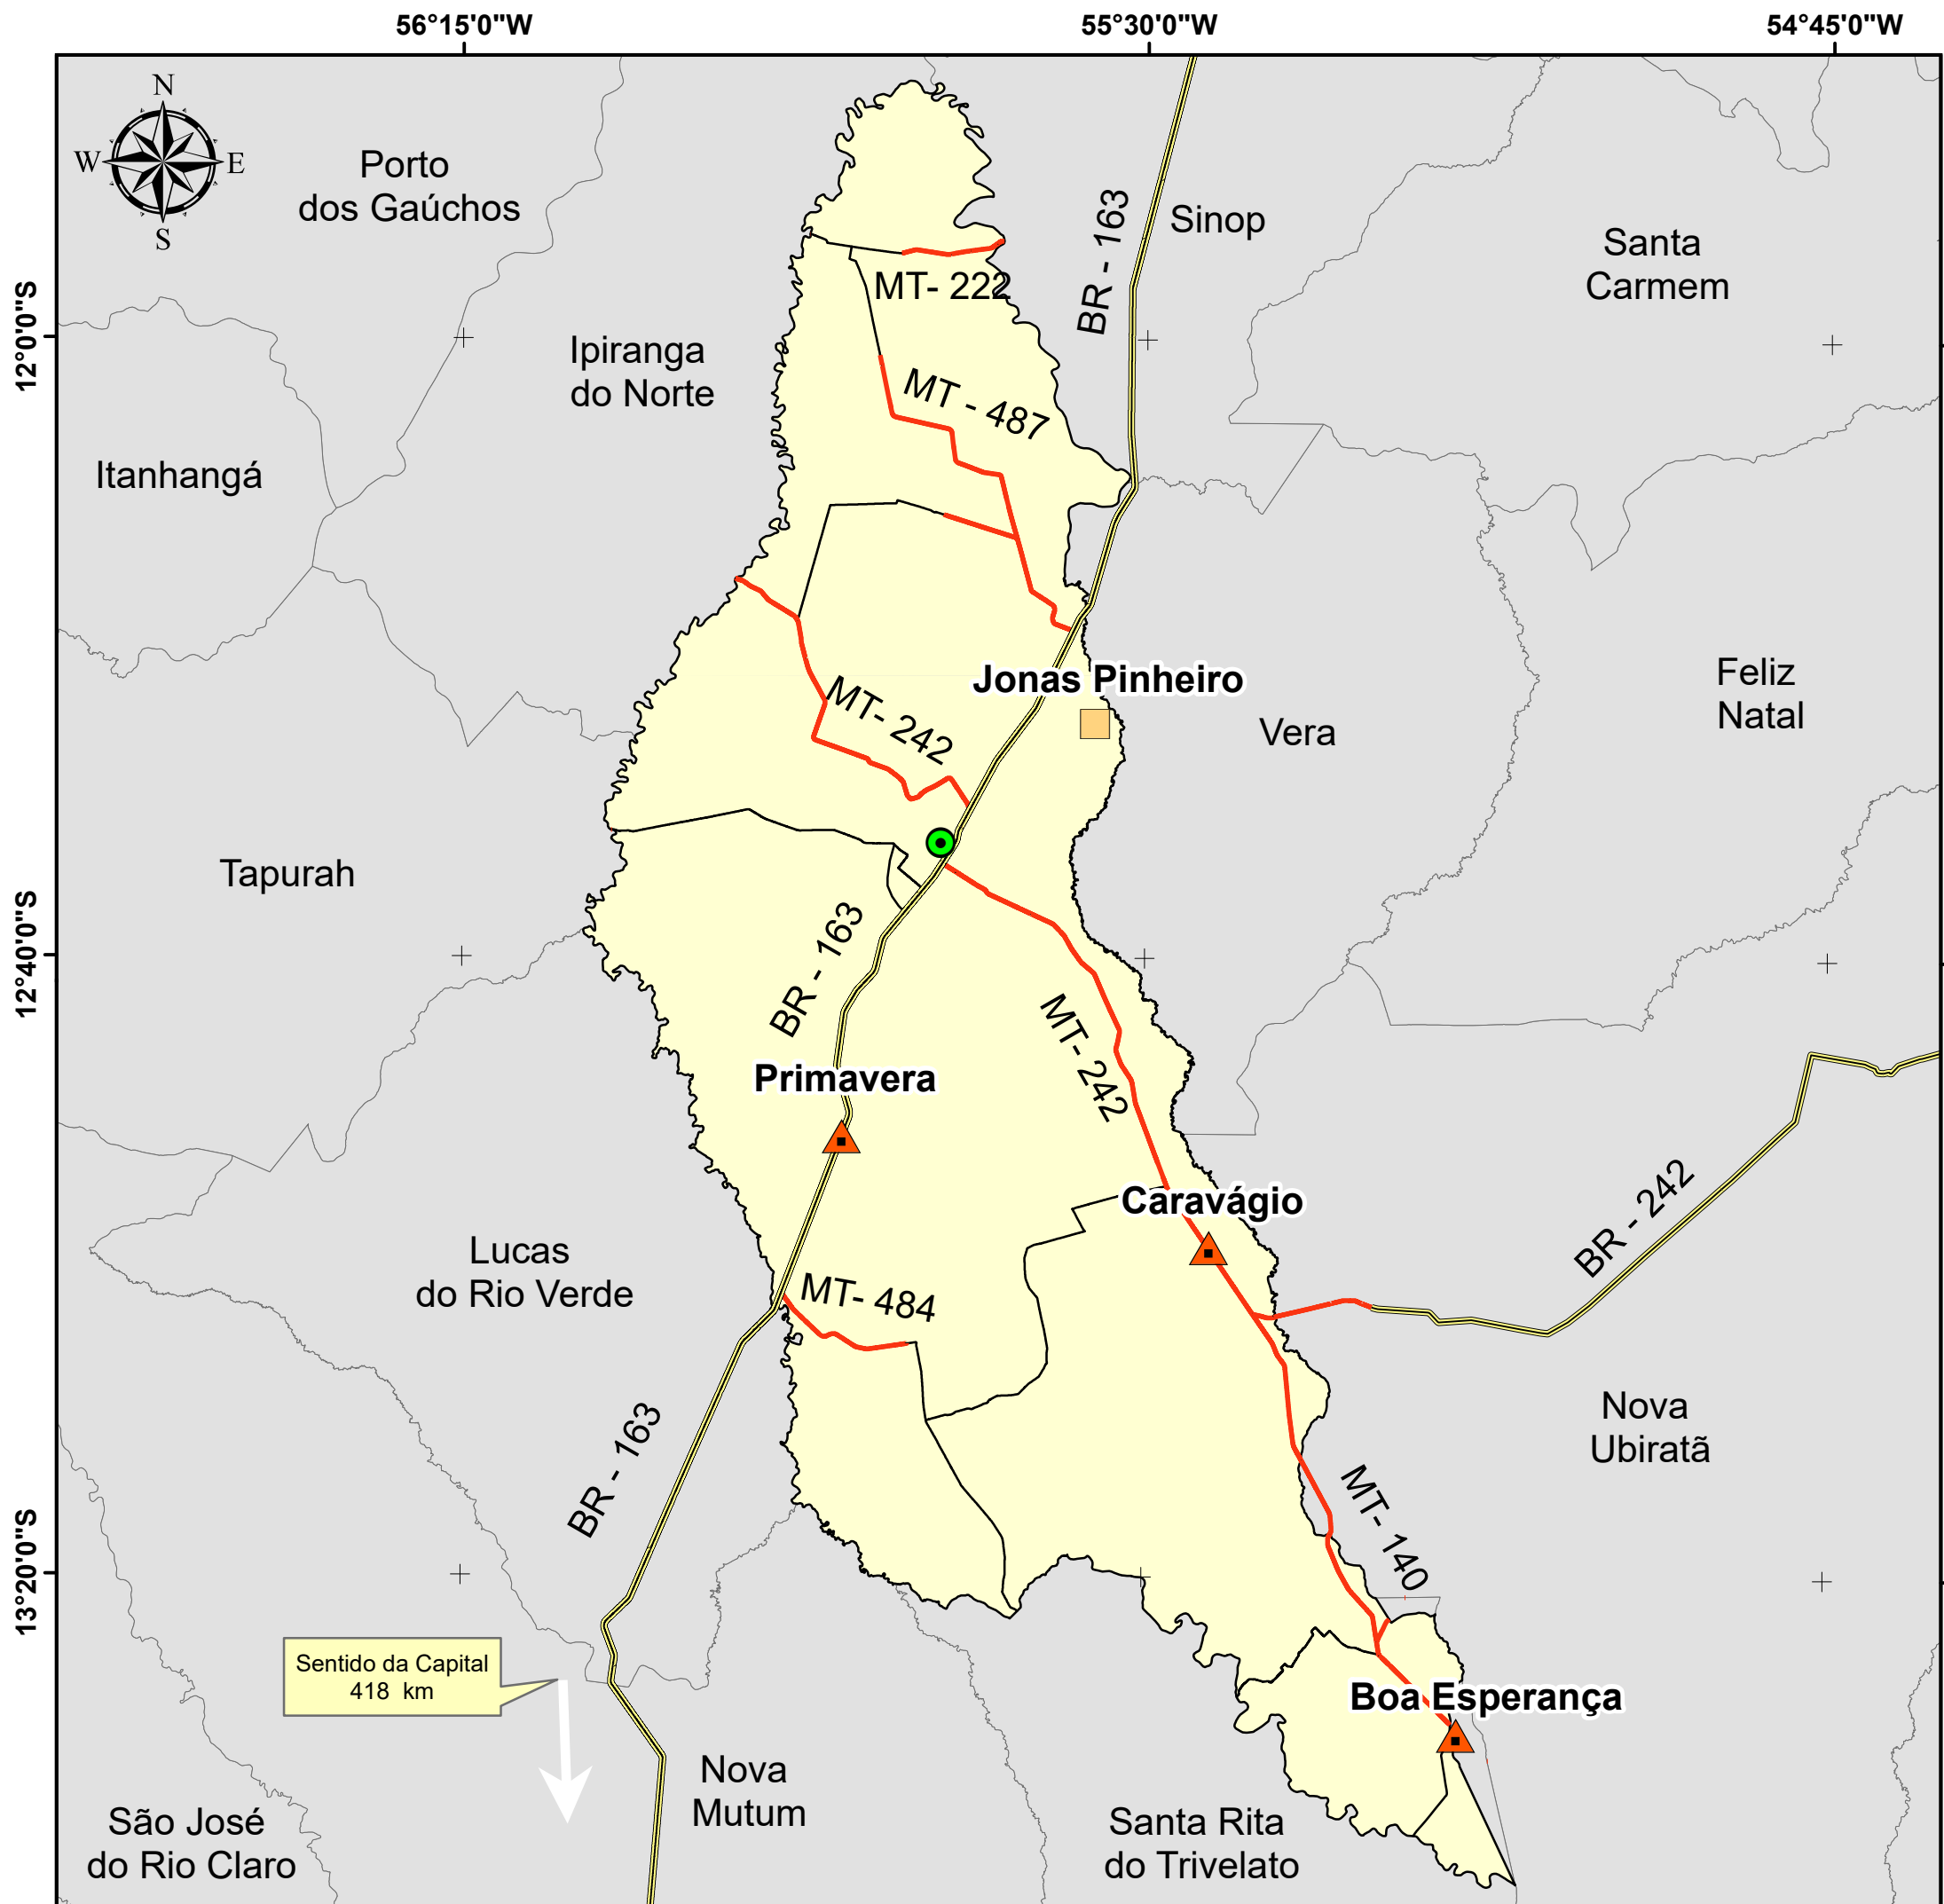 56°15'0"W
55°30'0"W
54°45'0"W
N
W
E
S
12°0'0"S
12°40'0"S
13°20'0"S
Porto
dos Gaúchos
Sinop
Santa
Carmem
BR - 163
MT- 222
Ipiranga
do Norte
MT - 487
Itanhangá
Jonas Pinheiro
Feliz
Natal
Vera
MT- 242
Tapurah
BR - 163
MT- 242
Primavera
Caravágio
BR - 242
Lucas
do Rio Verde
MT- 484
Nova
Ubiratã
BR - 163
MT- 140
Sentido da Capital
418 km
Boa Esperança
Nova
Mutum
São José
do Rio Claro
Santa Rita
do Trivelato